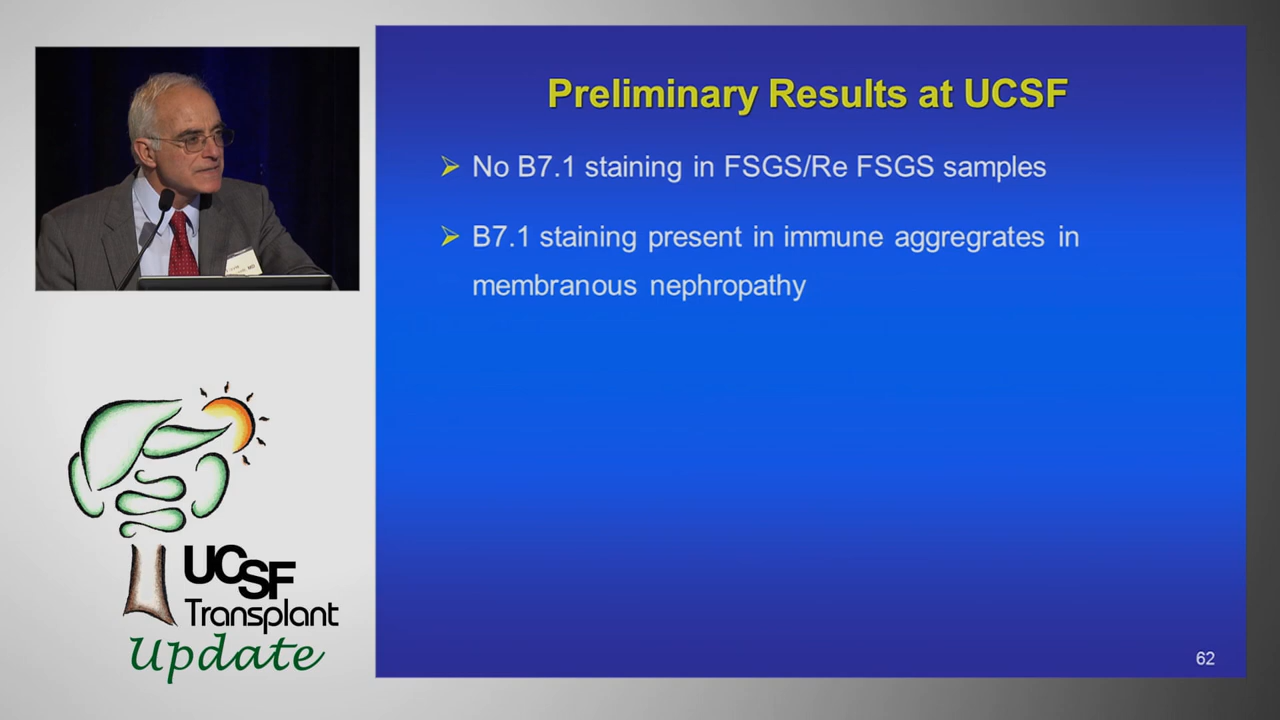 Preliminary Results at UCSF
No B7.1 staining in FSGS/Re FSGS samples
B7.1 staining present in immune aggregrates in
membranous nephropathy
62
UCSF
Transplant
Update